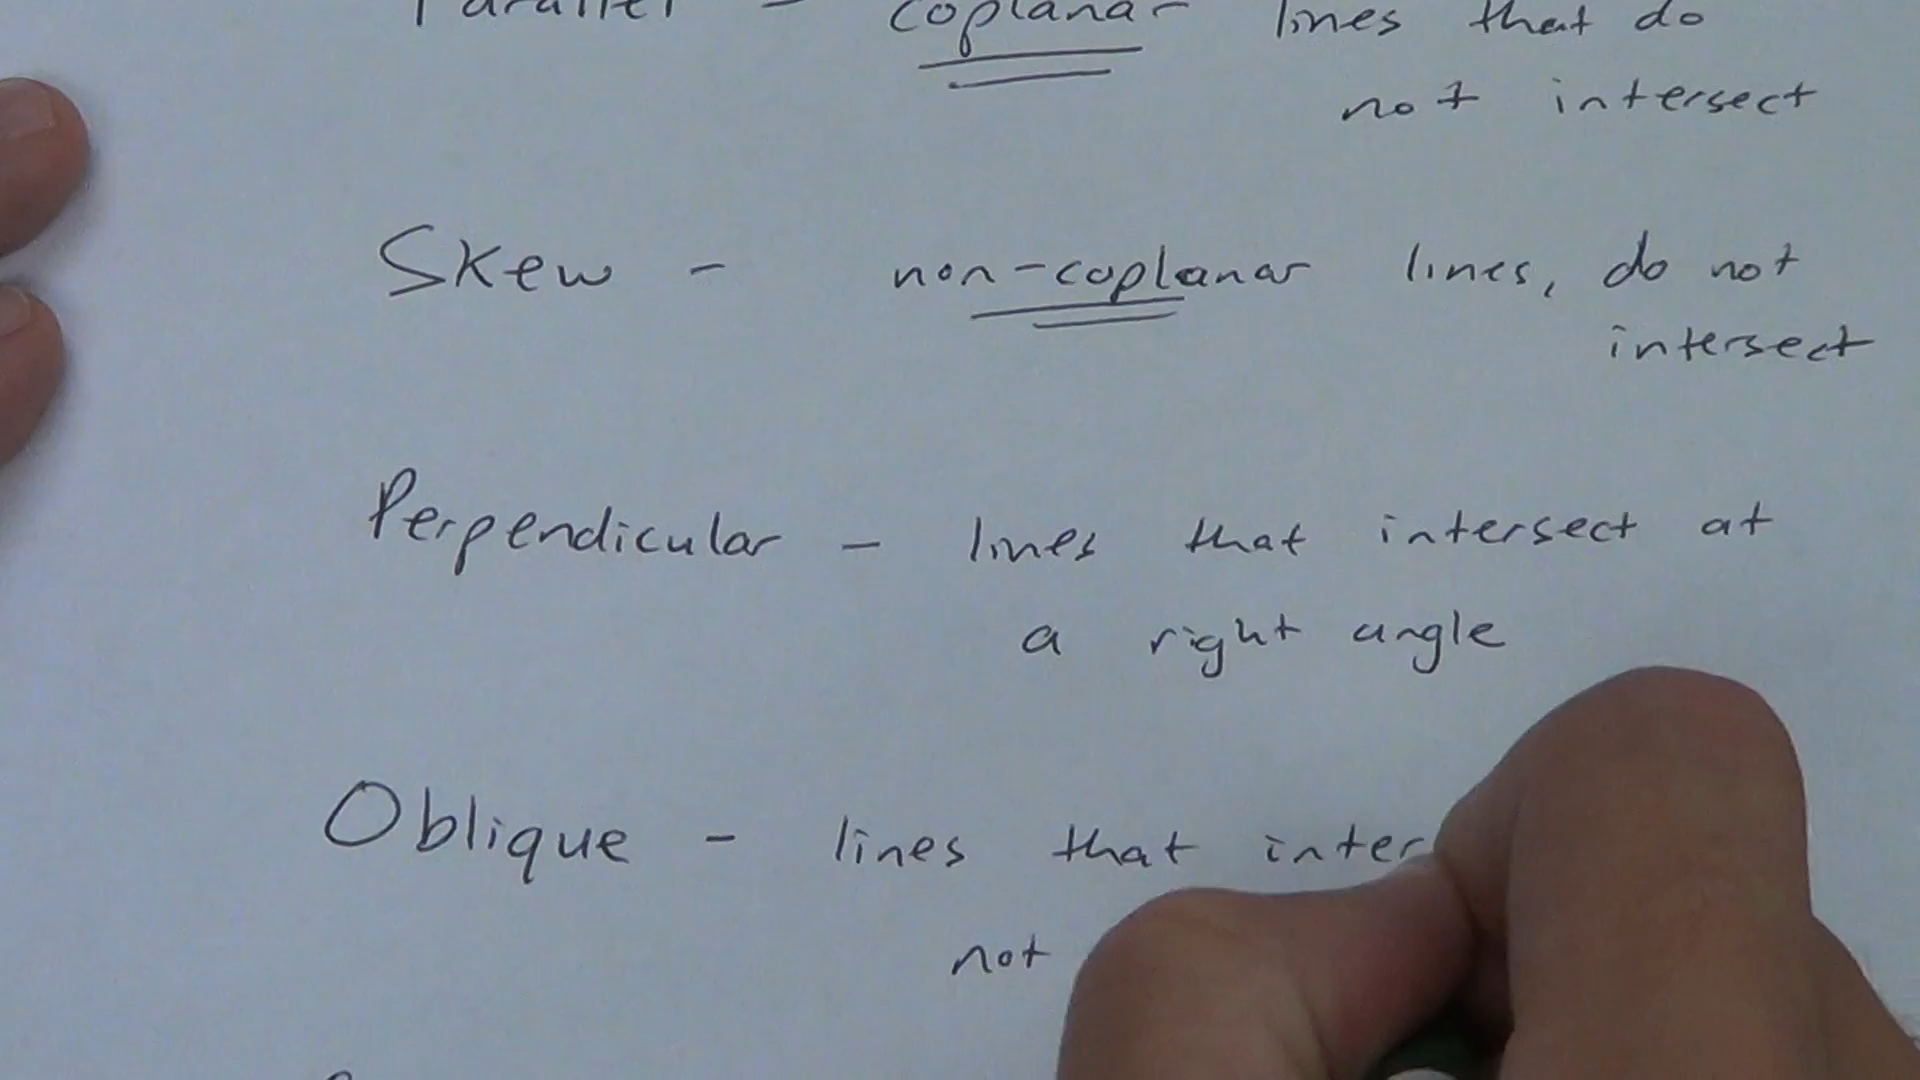 Parallel - coplanar lines that do
not intersect
Skew - non-coplanar lines, do not
intersect
Perpendicular - lines that intersect at
a right angle
Oblique - lines that inter
not